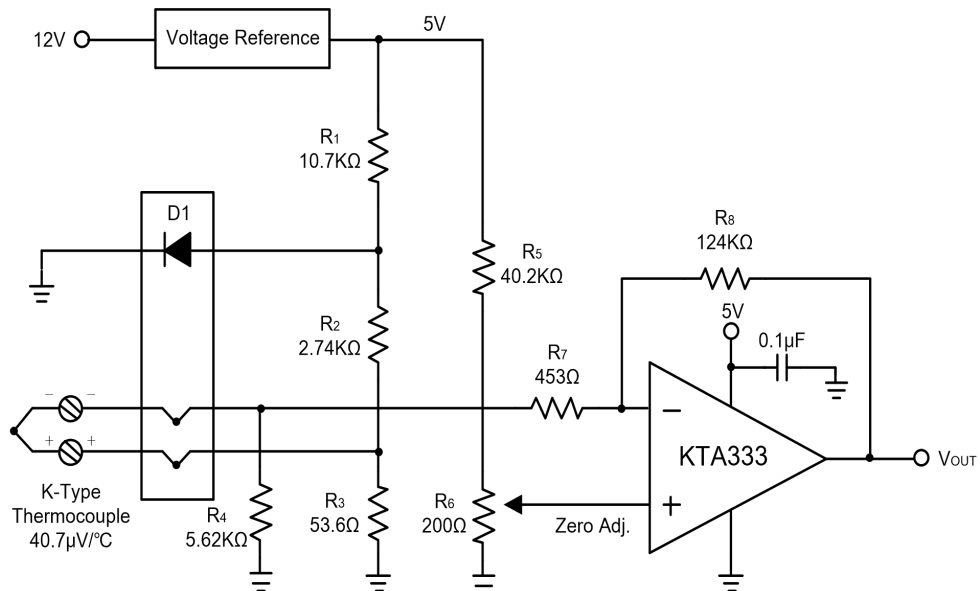 12V
Voltage Reference
5V
R1
10.7KΩ
D1
R5
40.2KΩ
R8
124KΩ
R2
2.74KΩ
5V
0.1µF
R7
453Ω
− −
+ +
−
KTA333
+
VOUT
K-Type
Thermocouple
40.7µV/℃
R4
5.62KΩ
R3
53.6Ω
R6
200Ω
Zero Adj.